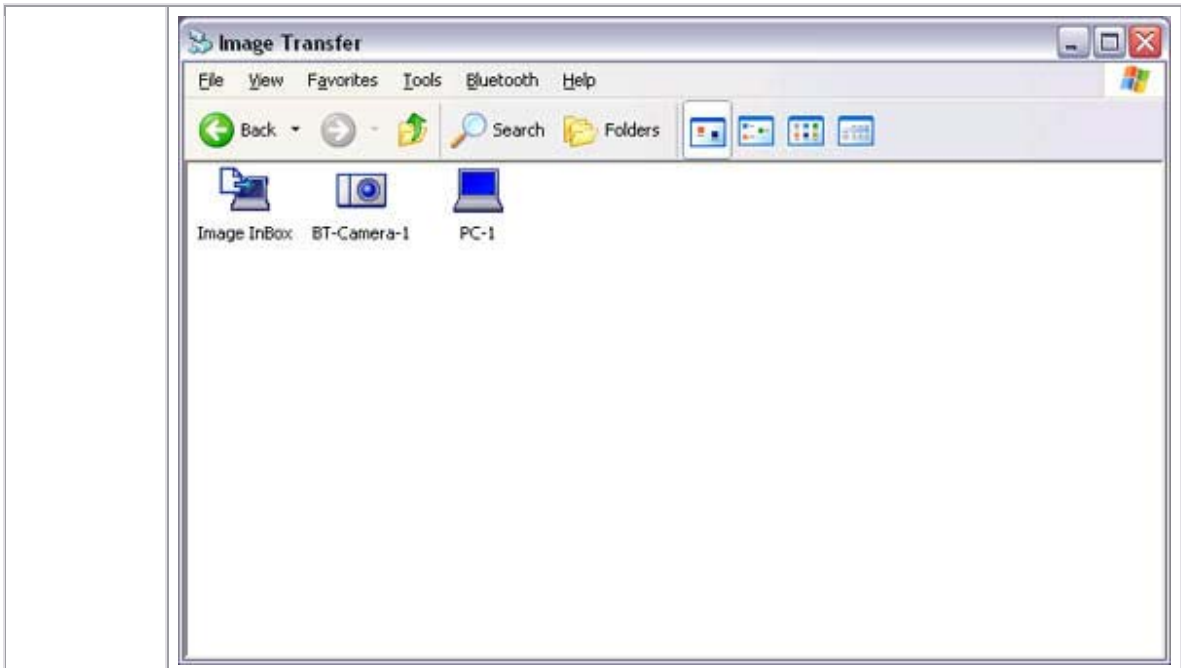 Image Transfer
File View Favorites Tools Bluetooth Help
Back Search Folders
Image InBox BT-Camera-1 PC-1